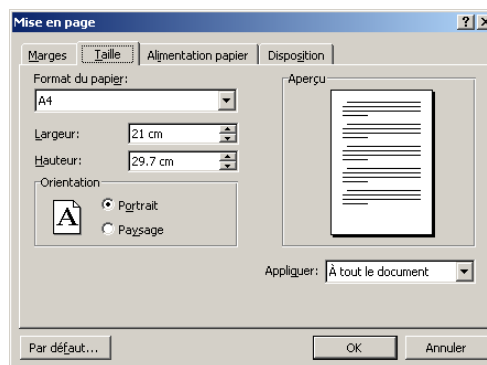 Mise en page
Marges Taille Alimentation papier Disposition
Format du papier:
A4
Largeur: 21 cm
Hauteur: 29.7 cm
Orientation
A
Portrait
Paysage
Aperçu
Appliquer: À tout le document
Par défaut... OK Annuler